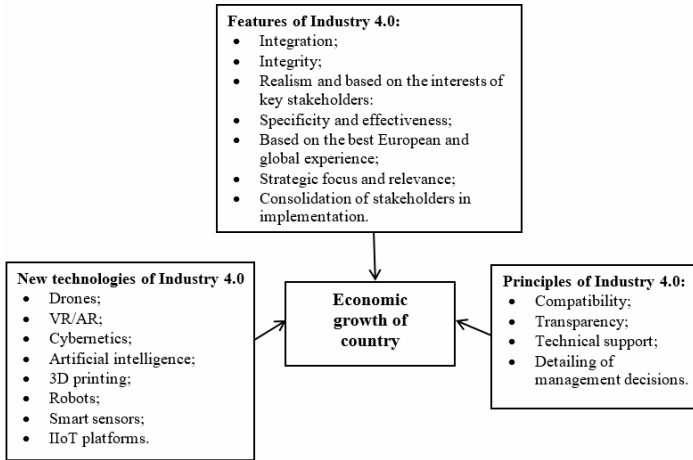 Features of Industry 4.0:
• Integration;
• Integrity;
• Realism and based on the interests of
key stakeholders:
• Specificity and effectiveness;
• Based on the best European and
global experience;
• Strategic focus and relevance;
• Consolidation of stakeholders in
implementation.
New technologies of Industry 4.0
• Drones;
• VR/AR;
• Cybernetics;
• Artificial intelligence;
• 3D printing;
• Robots;
• Smart sensors;
• IIoT platforms.
Economic
growth of
country
Principles of Industry 4.0:
• Compatibility;
• Transparency;
• Technical support;
• Detailing of
management decisions.